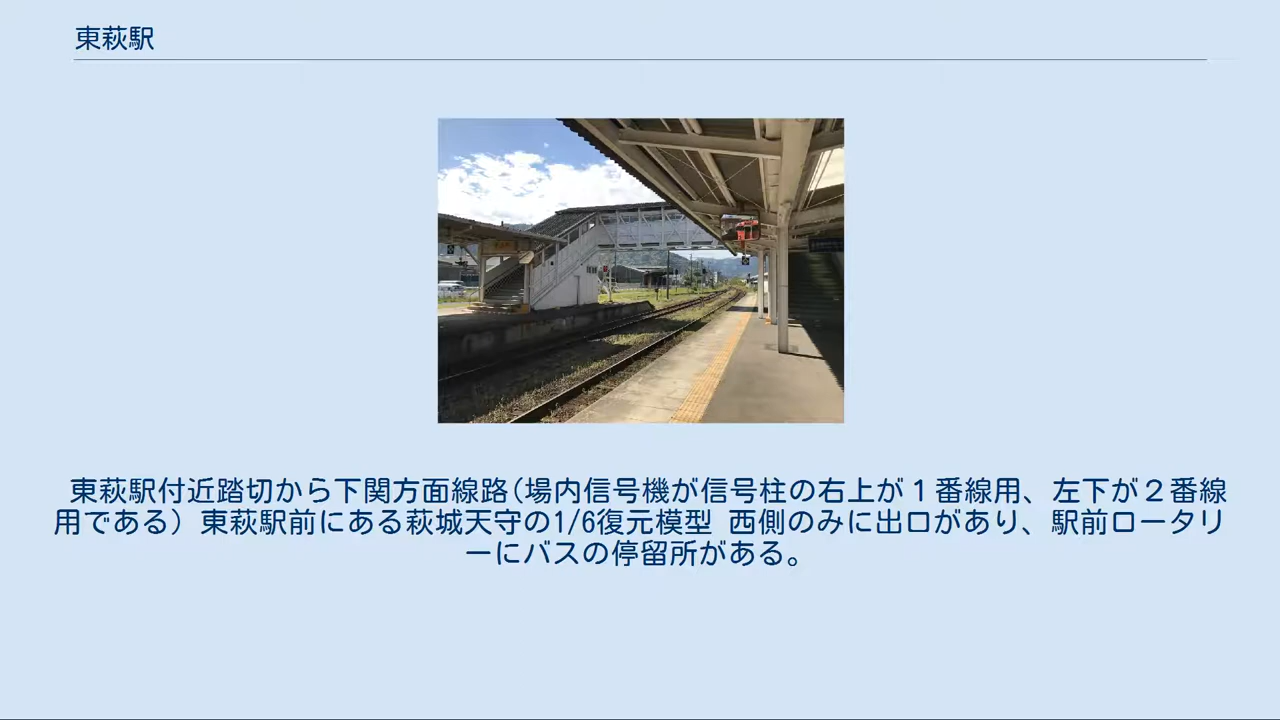 東萩駅
東萩駅付近踏切から下関方面線路(場内信号機が信号柱の右上が１番線用、左下が２番線
用である) 東萩駅前にある萩城天守の1/6復元模型 西側のみに出口があり、駅前ロータリ
ーにバスの停留所がある。